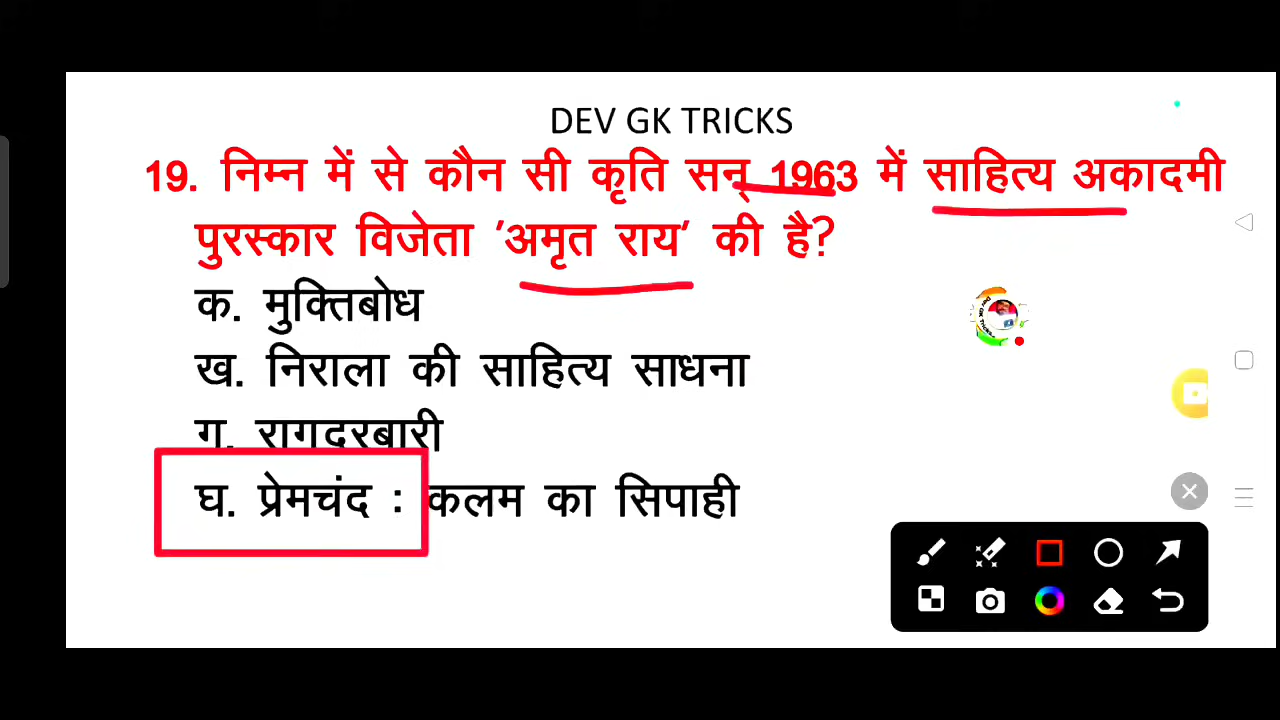 DEV GK TRICKS
19. निम्न में से कौन सी कृति सन् 1963 में साहित्य अकादमी
पुरस्कार विजेता 'अमृत राय' की है?
क. मुक्तिबोध
ख. निराला की साहित्य साधना
ग. रागदरबारी
घ. प्रेमचंद : कलम का सिपाही